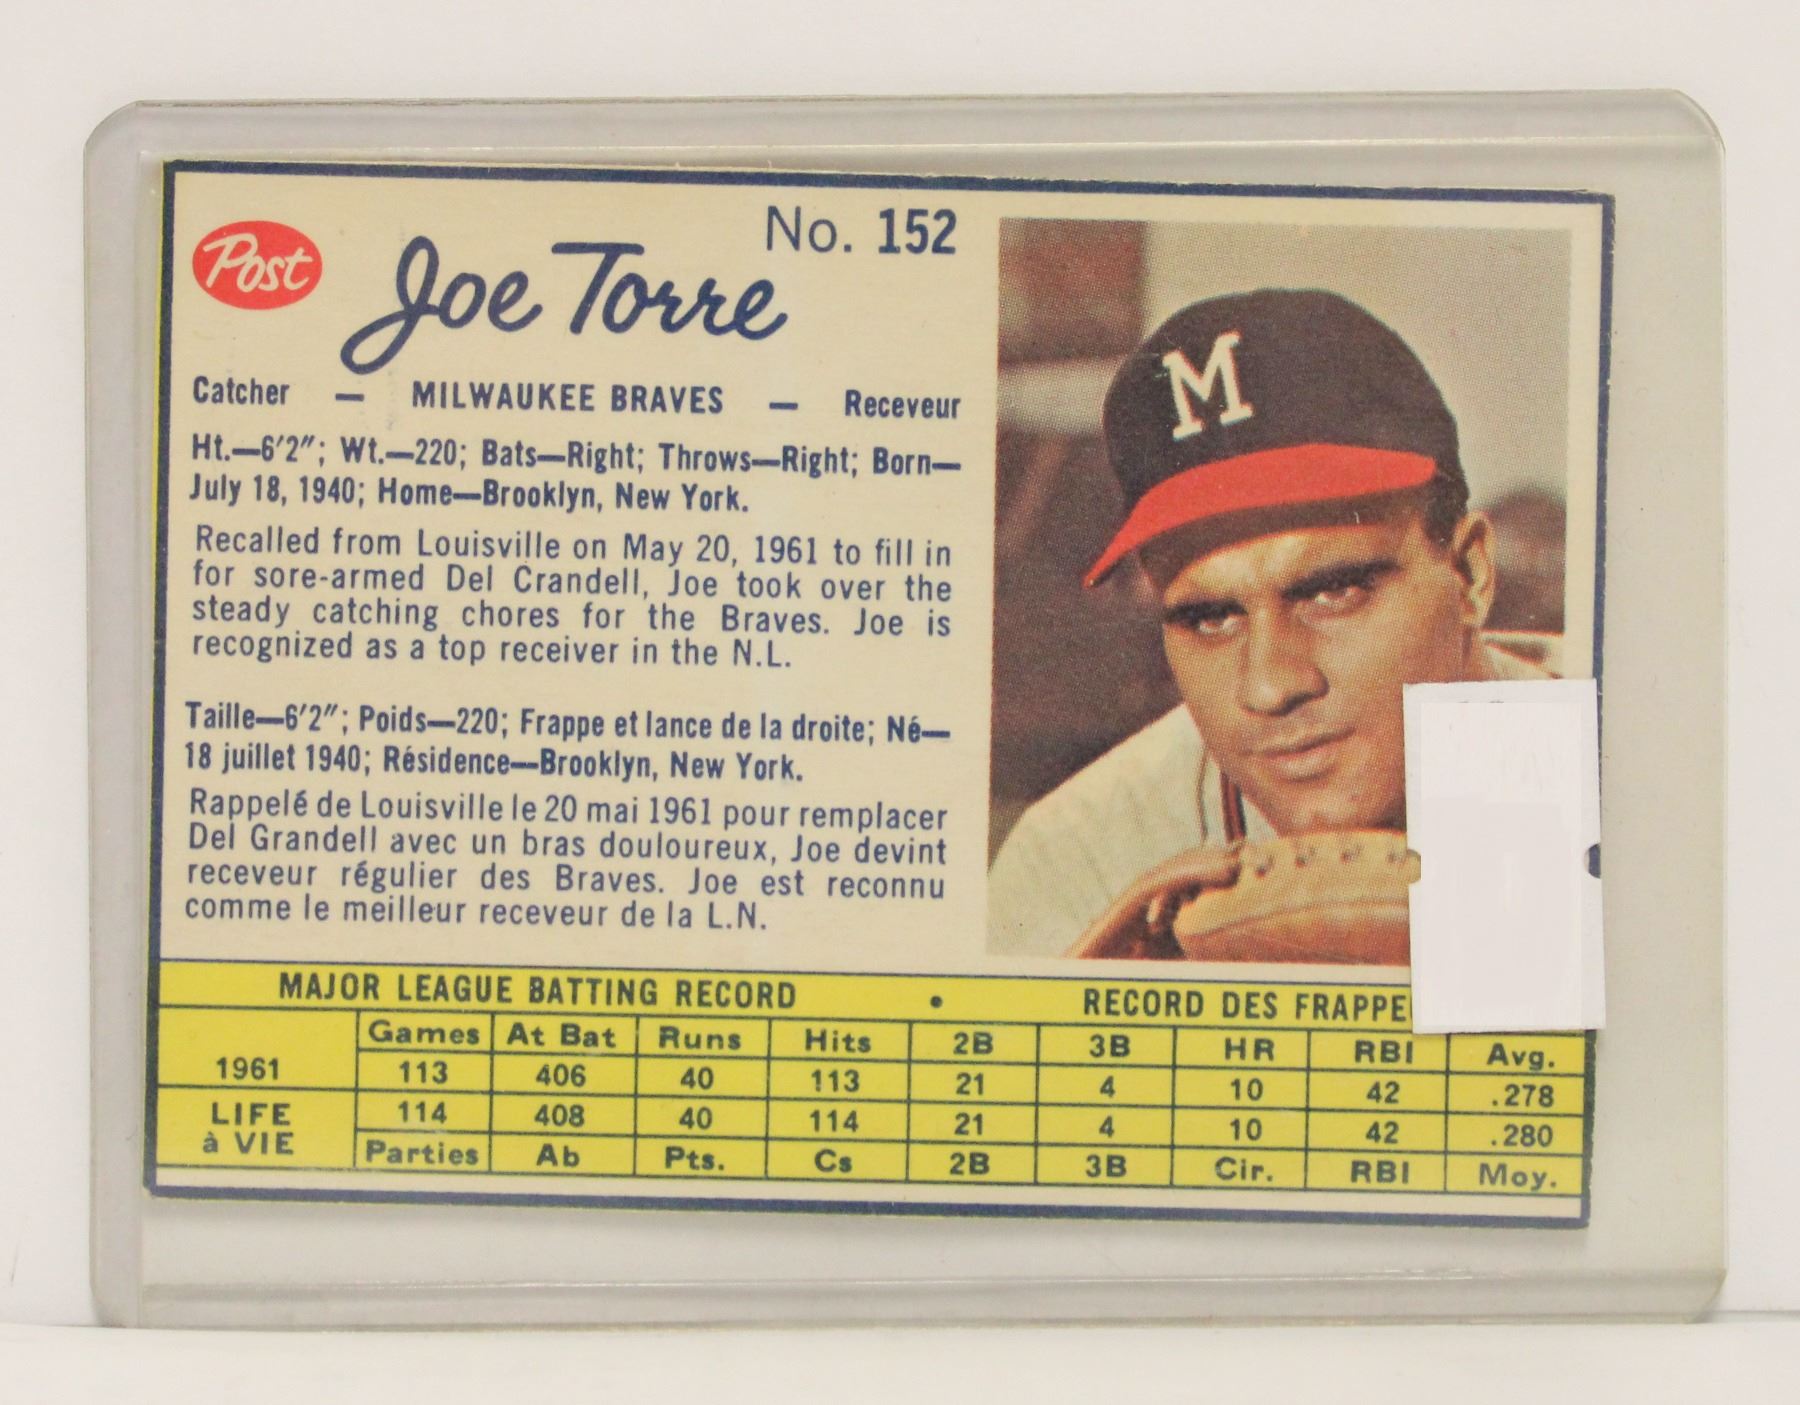 Post
No. 152
Joe Torre
M
Catcher — MILWAUKEE BRAVES — Receveur
Ht.—6'2"; Wt.—220; Bats—Right; Throws—Right; Born—
July 18, 1940; Home—Brooklyn, New York.
Recalled from Louisville on May 20, 1961 to fill in
for sore-armed Del Crandell, Joe took over the
steady catching chores for the Braves. Joe is
recognized as a top receiver in the N.L.
Taille—6'2"; Poids—220; Frappe et lance de la droite; Né—
18 juillet 1940; Résidence—Brooklyn, New York.
Rappelé de Louisville le 20 mai 1961 pour remplacer
Del Grandell avec un bras douloureux, Joe devint
receveur régulier des Braves. Joe est reconnu
comme le meilleur receveur de la L.N.
MAJOR LEAGUE BATTING RECORD • RECORD DES FRAPPE
Games At Bat Runs Hits 2B 3B HR RBI Avg.
1961 113 406 40 113 21 4 10 42 .278
LIFE 114 408 40 114 21 4 10 42 .280
à VIE Parties Ab Pts. Cs 2B 3B Cir. RBI Moy.